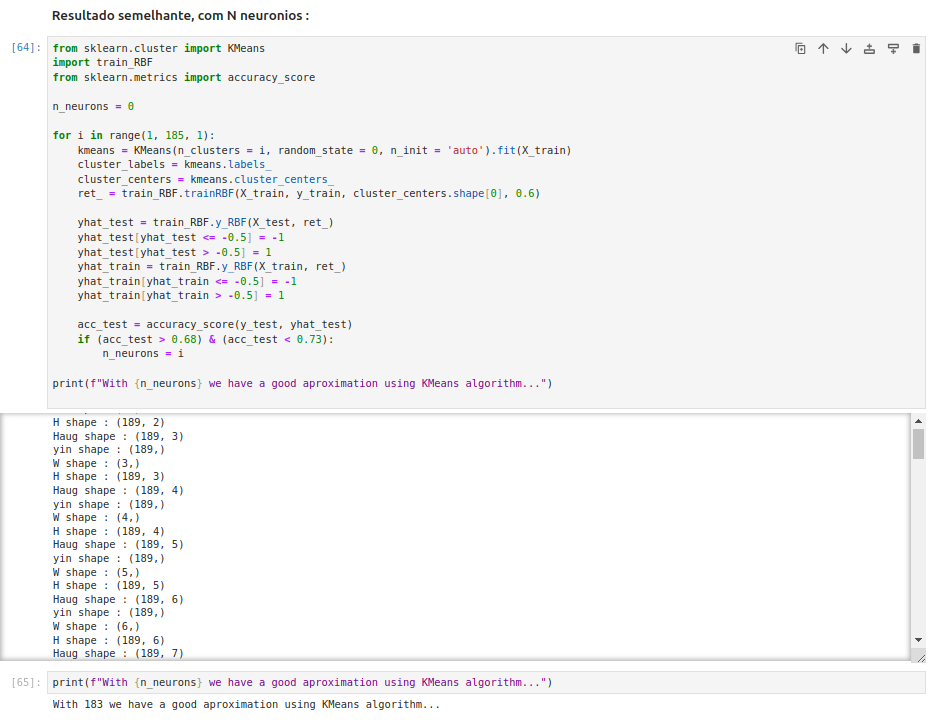 Resultado semelhante, com N neuronios :
[64]: from sklearn.cluster import KMeans
import train_RBF
from sklearn.metrics import accuracy_score
n_neurons = 0
for i in range(1, 185, 1):
    kmeans = KMeans(n_clusters = i, random_state = 0, n_init = 'auto').fit(X_train)
    cluster_labels = kmeans.labels_
    cluster_centers = kmeans.cluster_centers_
    ret_ = train_RBF.trainRBF(X_train, y_train, cluster_centers.shape[0], 0.6)
    yhat_test = train_RBF.y_RBF(X_test, ret_)
    yhat_test[yhat_test <= -0.5] = -1
    yhat_test[yhat_test > -0.5] = 1
    yhat_train = train_RBF.y_RBF(X_train, ret_)
    yhat_train[yhat_train <= -0.5] = -1
    yhat_train[yhat_train > -0.5] = 1
    acc_test = accuracy_score(y_test, yhat_test)
    if (acc_test > 0.68) & (acc_test < 0.73):
        n_neurons = i
print(f"With {n_neurons} we have a good aproximation using KMeans algorithm...")
H shape : (189, 2)
Haug shape : (189, 3)
yin shape : (189,)
W shape : (3,)
H shape : (189, 3)
Haug shape : (189, 4)
yin shape : (189,)
W shape : (4,)
H shape : (189, 4)
Haug shape : (189, 5)
yin shape : (189,)
W shape : (5,)
H shape : (189, 5)
Haug shape : (189, 6)
yin shape : (189,)
W shape : (6,)
H shape : (189, 6)
Haug shape : (189, 7)
[65]: print(f"With {n_neurons} we have a good aproximation using KMeans algorithm...")
With 183 we have a good aproximation using KMeans algorithm...